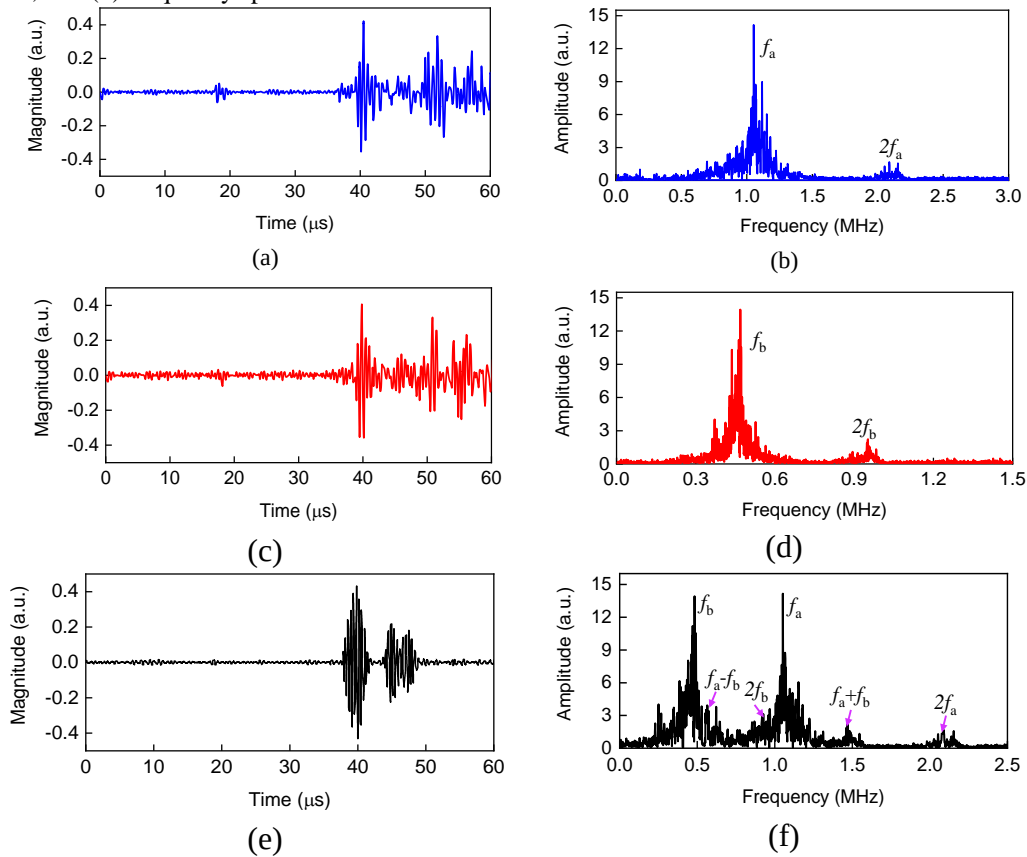 0.4
0.2
0.0
-0.2
-0.4
Magnitude (a.u.)
0 10 20 30 40 50 60
Time (μs)
(a)
15
12
9
6
3
0
Amplitude (a.u.)
fa
2fa
0.0 0.5 1.0 1.5 2.0 2.5 3.0
Frequency (MHz)
(b)
0.4
0.2
0.0
-0.2
-0.4
Magnitude (a.u.)
0 10 20 30 40 50 60
Time (μs)
(c)
15
12
9
6
3
0
Amplitude (a.u.)
fb
2fb
0.0 0.3 0.6 0.9 1.2 1.5
Frequency (MHz)
(d)
0.4
0.2
0.0
-0.2
-0.4
Magnitude (a.u.)
0 10 20 30 40 50 60
Time (μs)
(e)
15
12
9
6
3
0
Amplitude (a.u.)
fb
fa
fa-fb
2fb
fa+fb
2fa
0.0 0.5 1.0 1.5 2.0 2.5
Frequency (MHz)
(f)